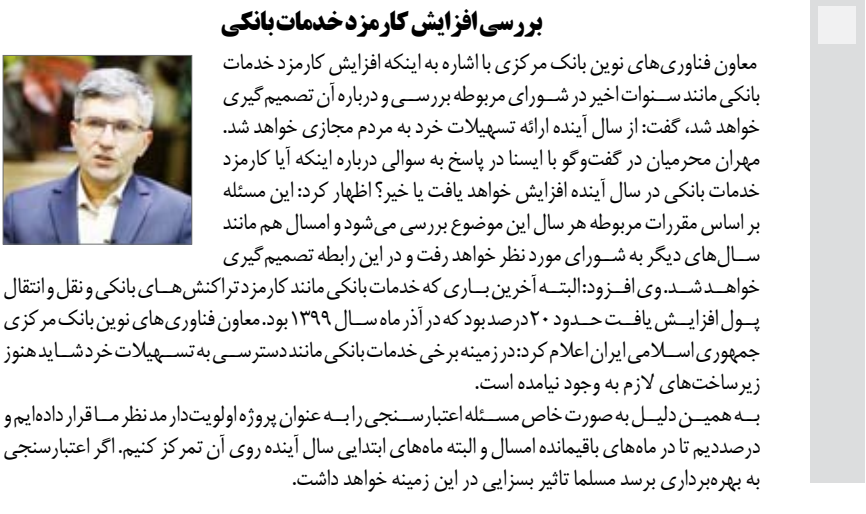 بررسی افزایش کارمزد خدمات بانکی
معاون فناوری‌های نوین بانک مرکزی با اشاره به اینکه افزایش کارمزد خدمات
بانکی مانند سنوات اخیر در شورای مربوطه بررسی و درباره آن تصمیم گیری
خواهد شد، گفت: از سال آینده ارائه تسهیلات خرد به مردم مجازی خواهد شد.
مهران محرمیان در گفت‌وگو با ایسنا در پاسخ به سوالی درباره اینکه آیا کارمزد
خدمات بانکی در سال آینده افزایش خواهد یافت یا خیر؟ اظهار کرد: این مسئله
بر اساس مقررات مربوطه هر سال این موضوع بررسی می‌شود و امسال هم مانند
سال‌های دیگر به شورای مورد نظر خواهد رفت و در این رابطه تصمیم گیری
خواهد شد. وی افزود: البته آخرین باری که خدمات بانکی مانند کارمزد تراکنش‌های بانکی و نقل و انتقال
پول افزایش یافت حدود ۲۰درصد بود که در آذر ماه سال ۱۳۹۹ بود. معاون فناوری های نوین بانک مرکزی
جمهوری اسلامی ایران اعلام کرد: در زمینه برخی خدمات بانکی مانند دسترسی به تسهیلات خرد شاید هنوز
زیرساخت‌های لازم به وجود نیامده است.
به همین دلیل به صورت خاص مسئله اعتبارسنجی را به عنوان پروژه اولویت‌دار مد نظر ما قرار داده‌ایم و
درصددیم تا در ماه‌های باقیمانده امسال و البته ماه‌های ابتدایی سال آینده روی آن تمرکز کنیم. اگر اعتبارسنجی
به بهره‌برداری برسد مسلما تاثیر بسزایی در این زمینه خواهد داشت.